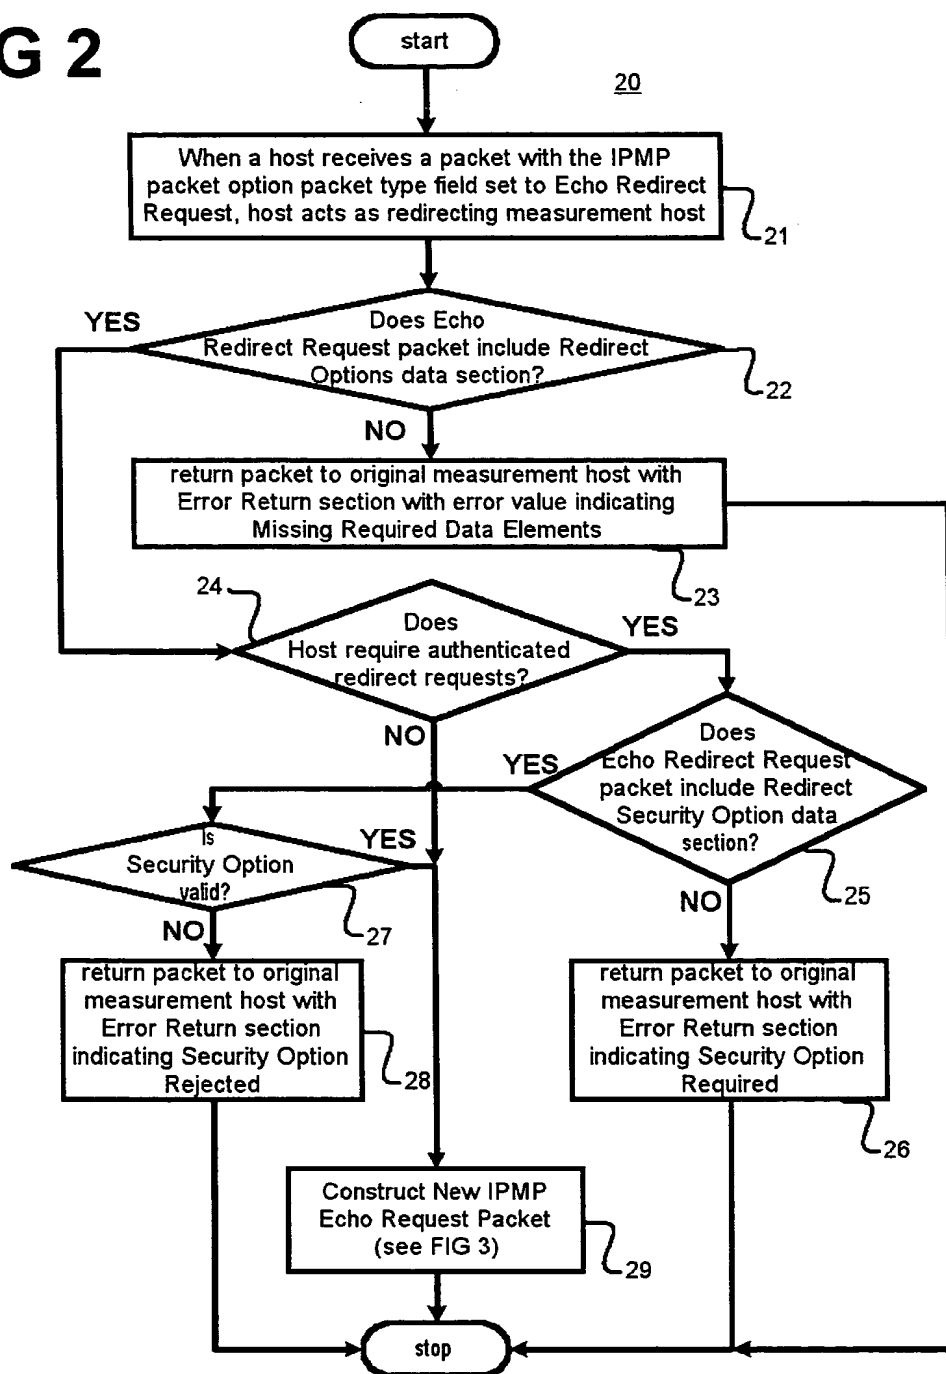 G 2
start
20
When a host receives a packet with the IPMP
packet option packet type field set to Echo Redirect
Request, host acts as redirecting measurement host
21
YES
Does Echo
Redirect Request packet include Redirect
Options data section?
22
NO
return packet to original measurement host with
Error Return section with error value indicating
Missing Required Data Elements
23
24
Does
Host require authenticated
redirect requests?
YES
NO
Does
Echo Redirect Request
packet include Redirect
Security Option data
section?
YES
25
NO
Is
Security Option
valid?
YES
27
NO
return packet to original
measurement host with
Error Return section
indicating Security Option
Rejected
28
return packet to original
measurement host with
Error Return section
indicating Security Option
Required
26
Construct New IPMP
Echo Request Packet
(see FIG 3)
29
stop